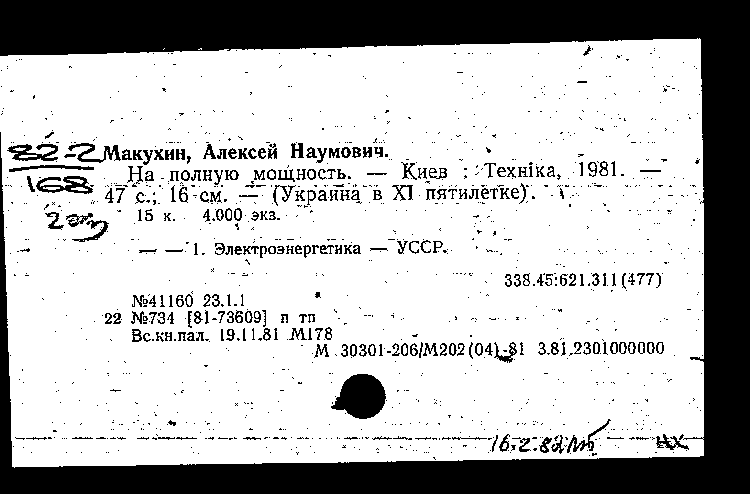 82-2
168
2 экз
Макухин, Алексей Наумович.
На полную мощность. — Киев : Техніка, 1981. —
47 с.; 16 см. — (Украина в XI пятилетке).
15 к. 4.000 экз.
— — 1. Электроэнергетика — УССР.
338.45:621.311(477)
№41160 23.1.1
22 №734 [81-73609] п тп
Вс.кн.пал. 19.11.81 М178
М 30301-206/М202(04)-81 3.81.2301000000
16.2.82
НХ